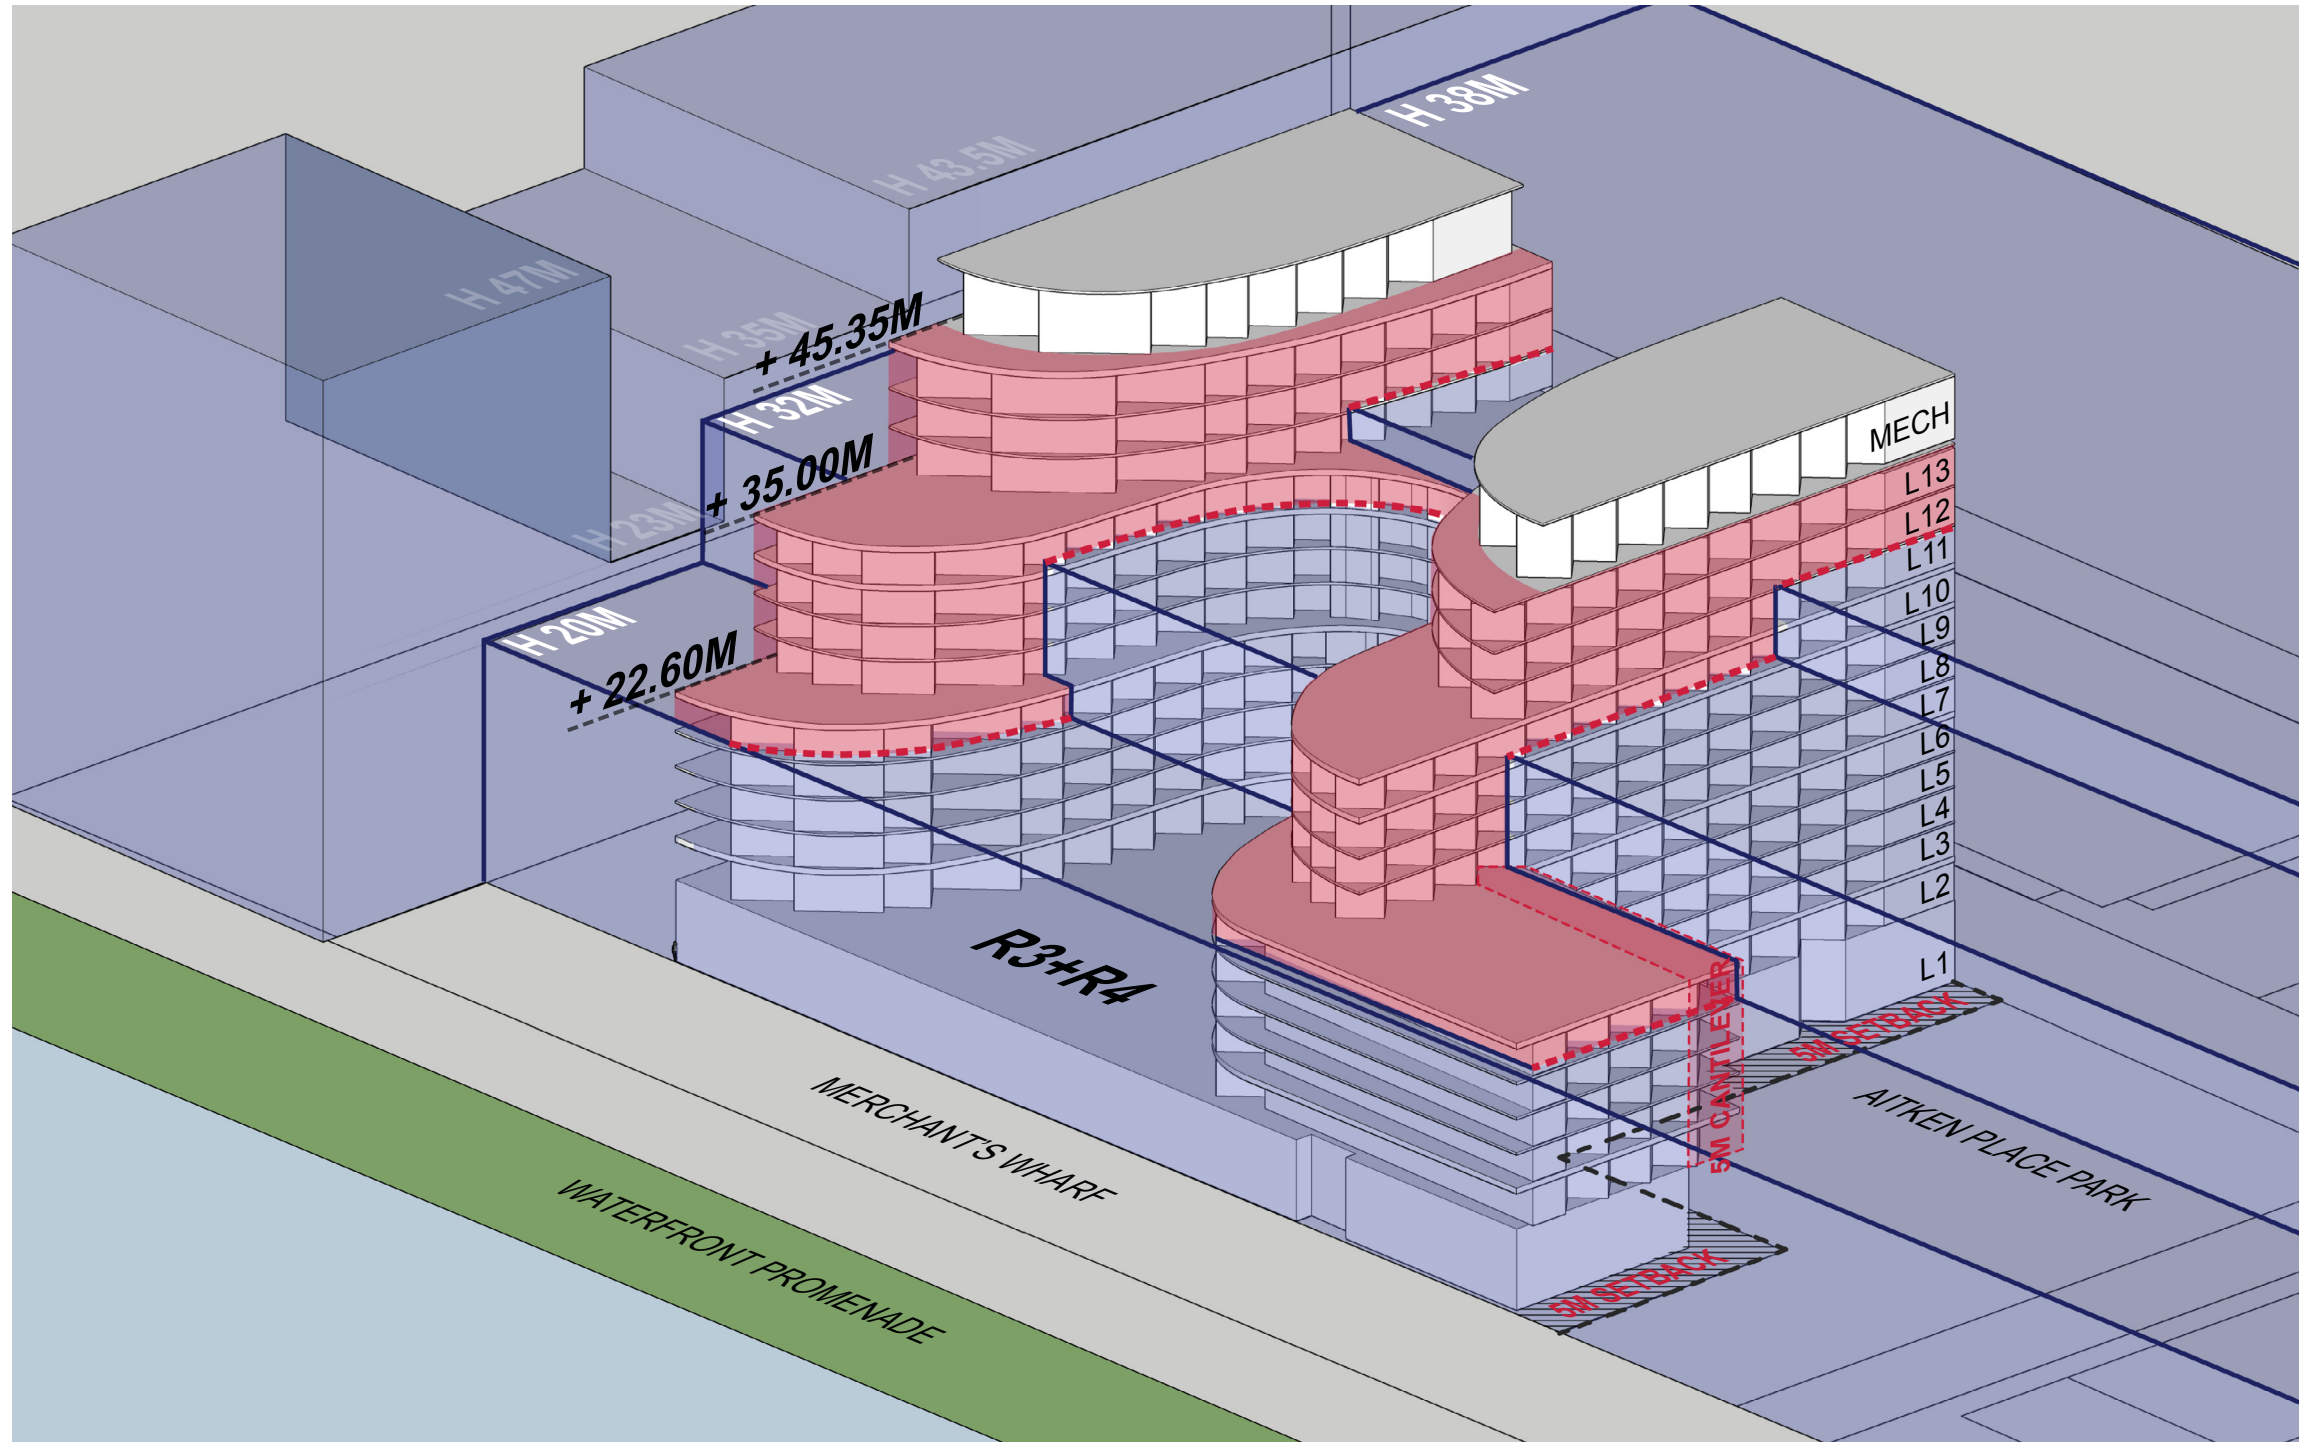 H 38M
H 43.5M
H 47M
H 35M
+ 45.35M
H 32M
MECH
+ 35.00M
L13
L12
H 23M
L11
L10
H 20M
L9
+ 22.60M
L8
L7
L6
L5
L4
L3
L2
R3+R4
L1
5M CANTILEVER
5M SETBACK
MERCHANT'S WHARF
AITKEN PLACE PARK
WATERFRONT PROMENADE
5M SETBACK